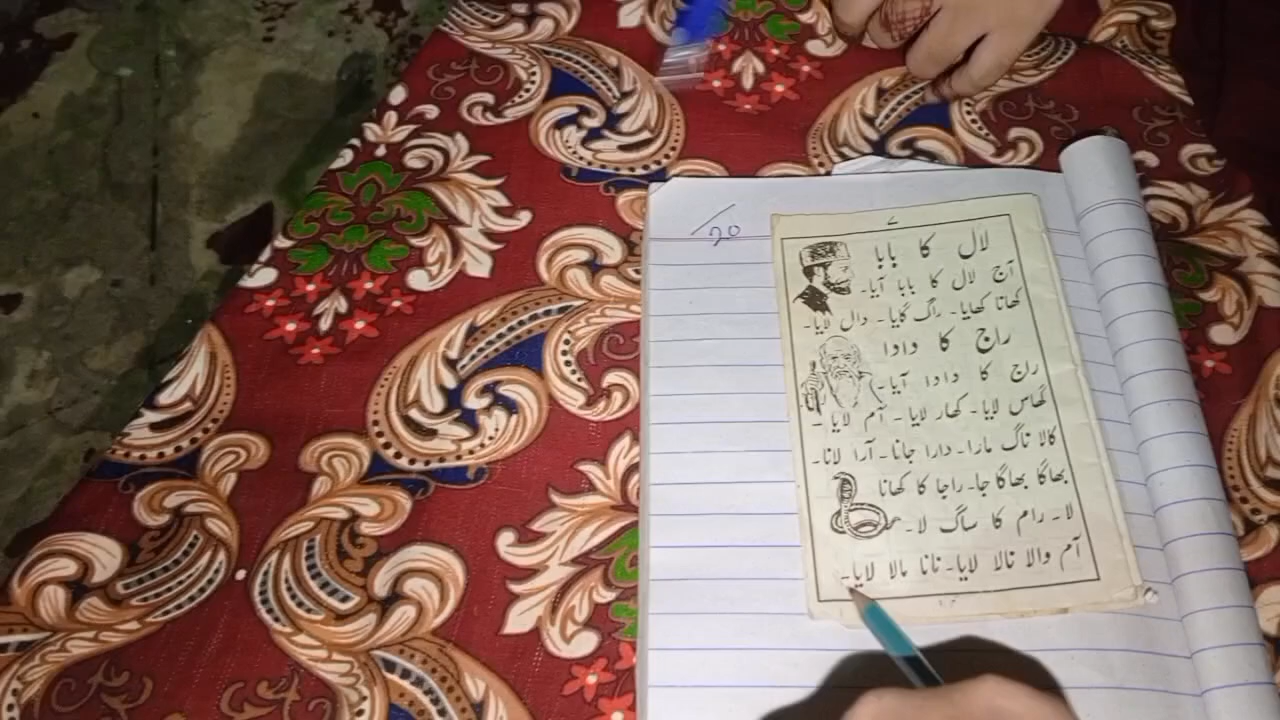 /20
ے
لال کا بابا
آج لال کا بابا آیا۔
کھانا کھایا۔ راگ گایا۔ دال لایا۔
راج کا دادا
راج کا دادا آیا۔
گھاس لایا۔ کھار لایا۔ آم لایا۔
کالا ناگ مارا۔ دارا جانا۔ آرا لانا۔
بھاگا بھاگا جا۔ راجا کا کھانا
لا۔ رام کا ساگ لا۔
آم والا نالا لایا۔ نانا مالا لایا۔